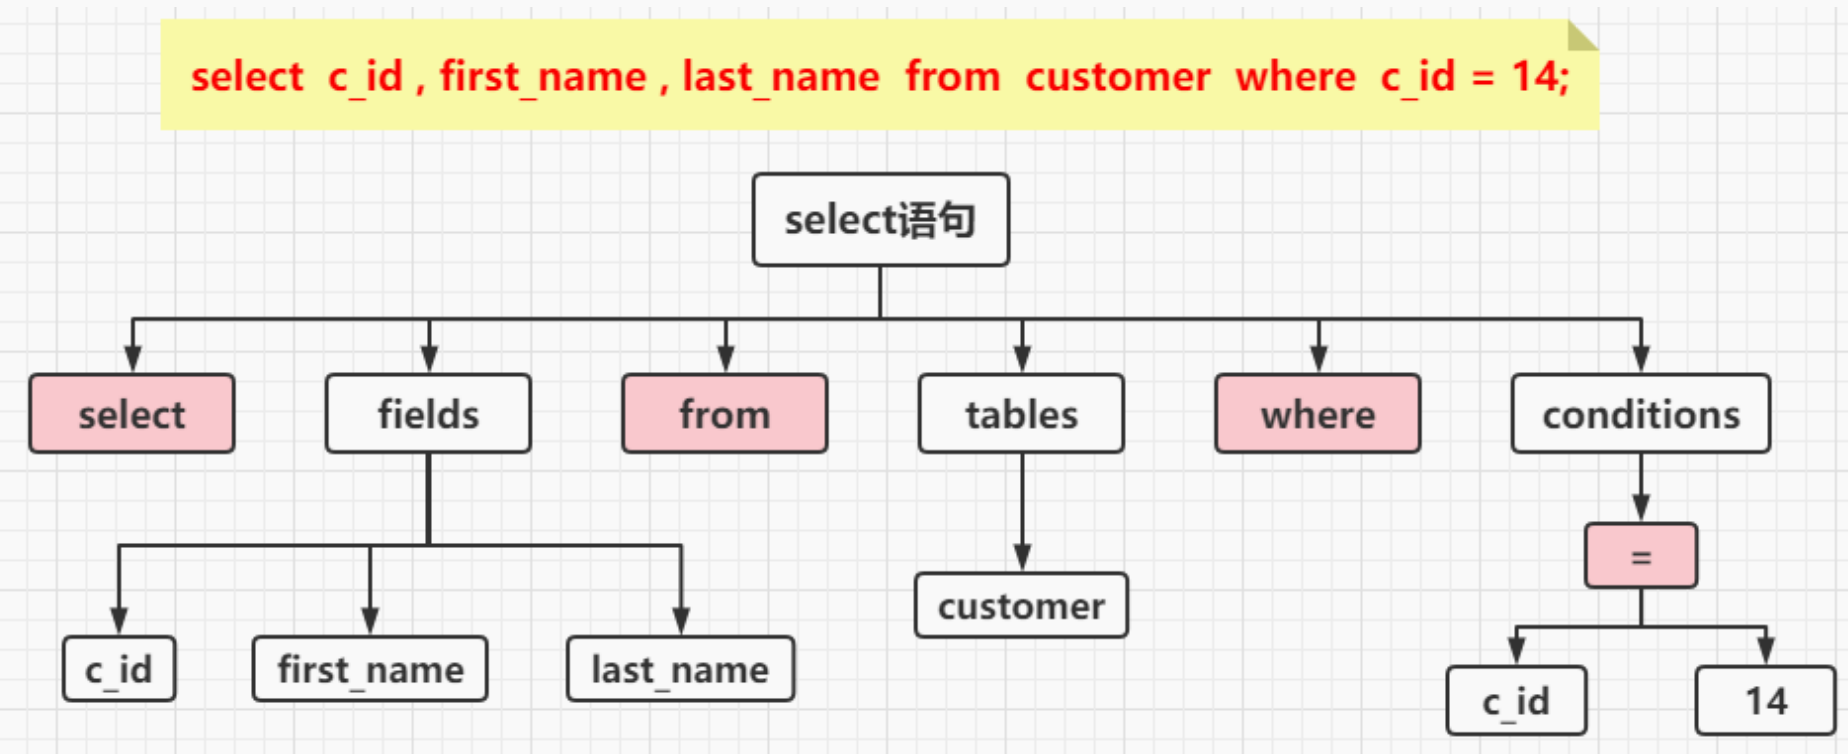 select c_id , first_name , last_name from customer where c_id = 14;
select语句
select fields from tables where conditions
=
customer
c_id first_name last_name
c_id 14